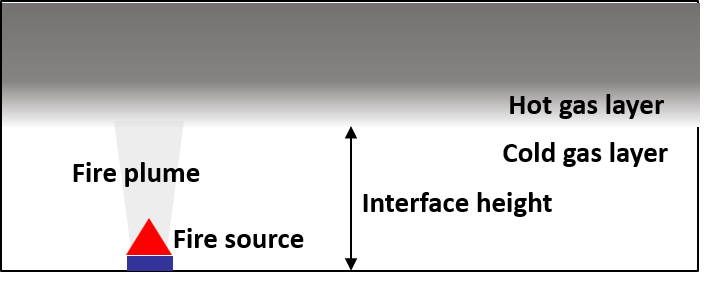 Hot gas layer
Cold gas layer
Fire plume
Interface height
Fire source